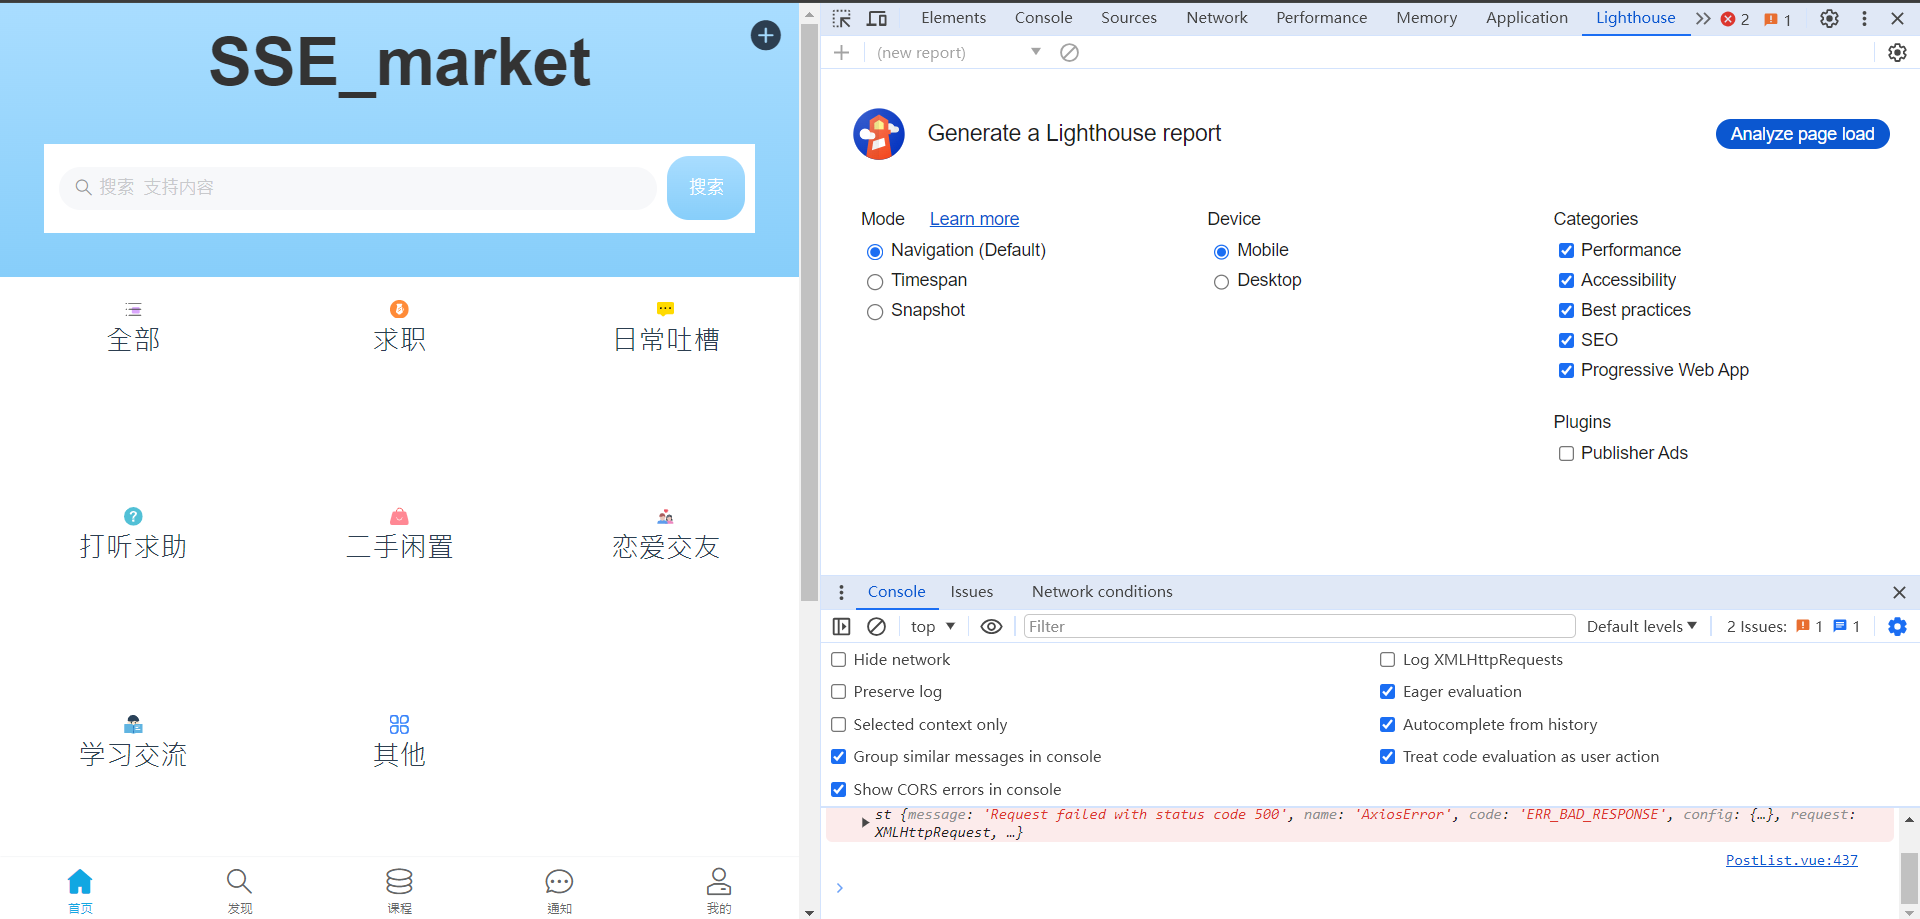 SSE_market
搜索 支持内容
搜索
全部
求职
日常吐槽
打听求助
二手闲置
恋爱交友
学习交流
其他
首页
发现
课程
通知
我的
Elements Console Sources Network Performance Memory Application Lighthouse 2 1
(new report)
Generate a Lighthouse report
Analyze page load
Mode Learn more
Navigation (Default)
Timespan
Snapshot
Device
Mobile
Desktop
Categories
Performance
Accessibility
Best practices
SEO
Progressive Web App
Plugins
Publisher Ads
Console Issues Network conditions
top Filter Default levels 2 Issues: 1 1
Hide network
Log XMLHttpRequests
Preserve log
Eager evaluation
Selected context only
Autocomplete from history
Group similar messages in console
Treat code evaluation as user action
Show CORS errors in console
st {message: 'Request failed with status code 500', name: 'AxiosError', code: 'ERR_BAD_RESPONSE', config: {…}, request:
XMLHttpRequest, …}
PostList.vue:437